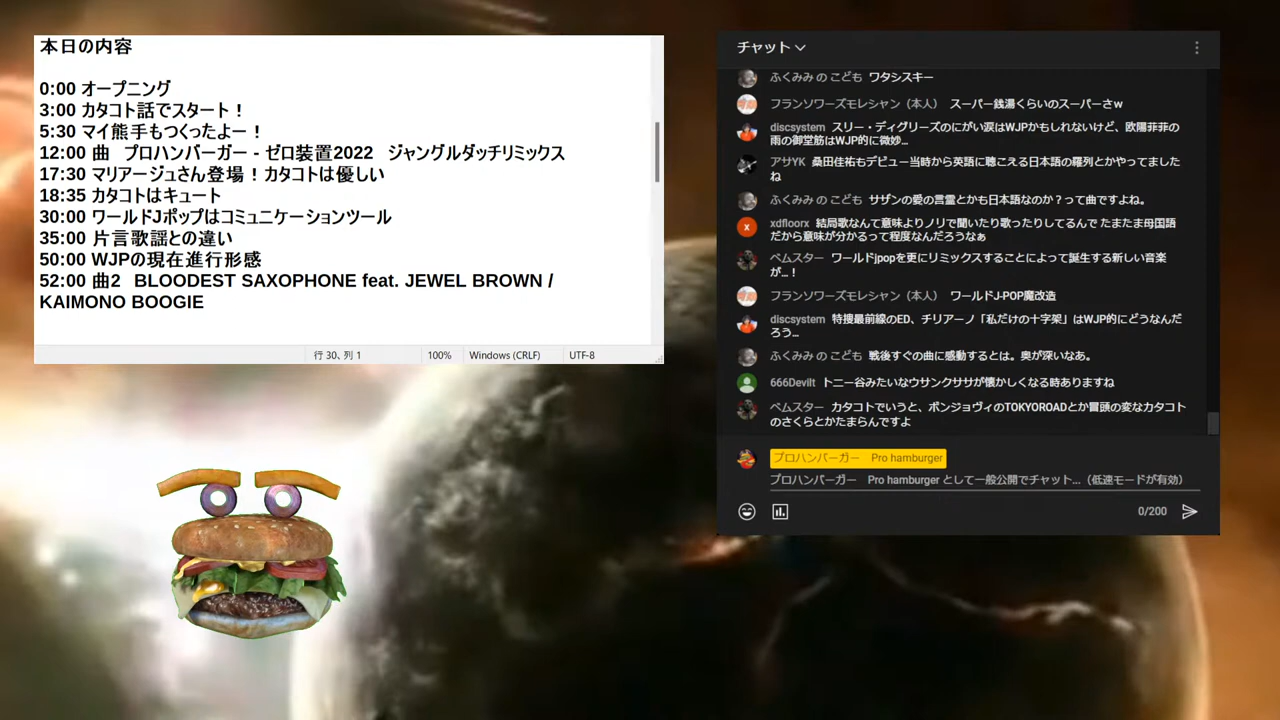 本日の内容
0:00 オープニング
3:00 カタコト話でスタート！
5:30 マイ熊手もつくったよー！
12:00 曲　プロハンバーガー - ゼロ装置2022　ジャングルダッチリミックス
17:30 マリアージュさん登場！カタコトは優しい
18:35 カタコトはキュート
30:00 ワールドJポップはコミュニケーションツール
35:00 片言歌謡との違い
50:00 WJPの現在進行形感
52:00 曲2　BLOODEST SAXOPHONE feat. JEWEL BROWN /
KAIMONO BOOGIE
行 30、列 1
100%
Windows (CRLF)
UTF-8
チャット
ふくみみ の こども ワタシスキー
フランソワーズモレシャン（本人） スーパー銭湯くらいのスーパーさw
discsystem スリー・ディグリーズのにがい涙はWJPかもしれないけど、欧陽菲菲の
雨の御堂筋はWJP的に微妙…
アサYK 桑田佳祐もデビュー当時から英語に聴こえる日本語の羅列とかやってました
ね
ふくみみ の こども サザンの愛の言霊とかも日本語なのか？って曲ですよね。
x
xdfloorx 結局歌なんて意味よりノリで聞いたり歌ったりしてるんで たまたま母国語
だから意味が分かるって程度なんだろうなぁ
ベムスター ワールドjpopを更にリミックスすることによって誕生する新しい音楽
が…！
フランソワーズモレシャン（本人） ワールドJ-POP魔改造
discsystem 特捜最前線のED、チリアーノ「私だけの十字架」はWJP的にどうなんだ
ろう…
ふくみみ の こども 戦後すぐの曲に感動するとは。奥が深いなあ。
666Devilt トニー谷みたいなウサンクササが懐かしくなる時ありますね
ベムスター カタコトでいうと、ボンジョヴィのTOKYOROADとか冒頭の変なカタコト
のさくらとかたまらんですよ
プロハンバーガー　Pro hamburger
プロハンバーガー　Pro hamburger として一般公開でチャット...（低速モードが有効）
0/200